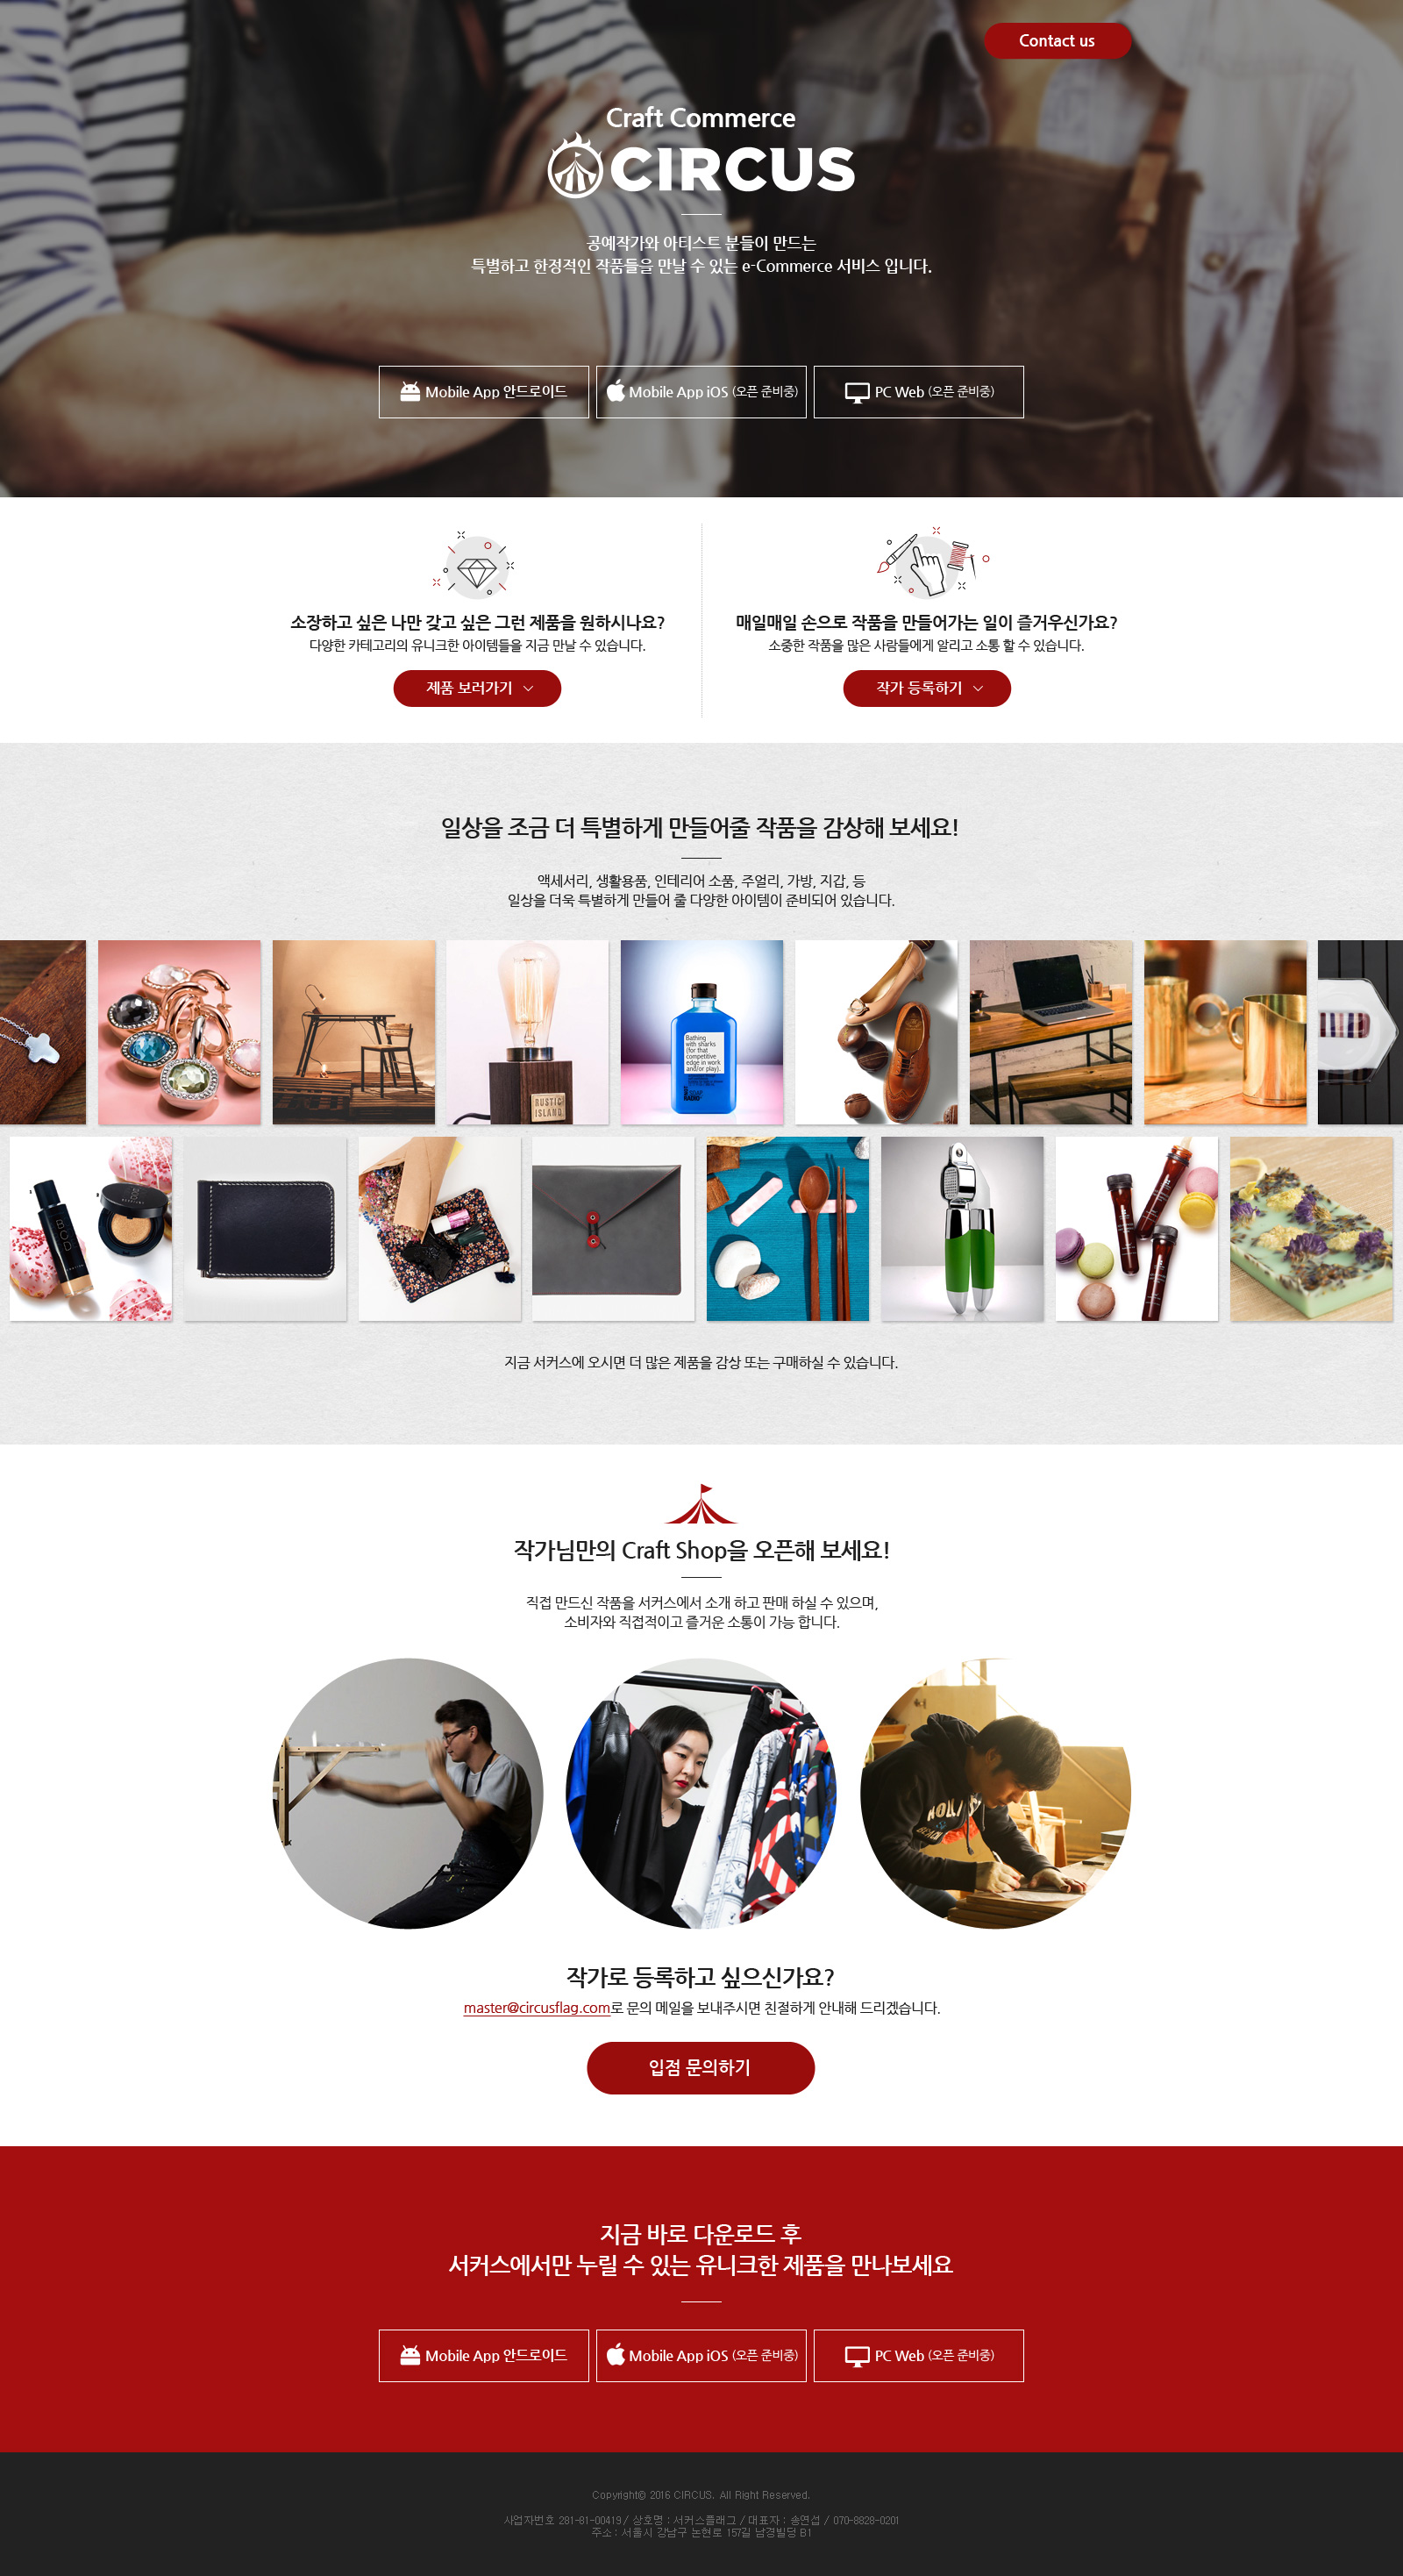 Contact us
Craft Commerce
CIRCUS
공예작가와 아티스트 분들이 만드는
특별하고 한정적인 작품들을 만날 수 있는 e-Commerce 서비스 입니다.
Mobile App 안드로이드
Mobile App iOS (오픈 준비중)
PC Web (오픈 준비중)
소장하고 싶은 나만 갖고 싶은 그런 제품을 원하시나요?
다양한 카테고리의 유니크한 아이템들을 지금 만날 수 있습니다.
제품 보러가기
매일매일 손으로 작품을 만들어가는 일이 즐거우신가요?
소중한 작품을 많은 사람들에게 알리고 소통 할 수 있습니다.
작가 등록하기
일상을 조금 더 특별하게 만들어줄 작품을 감상해 보세요!
액세서리, 생활용품, 인테리어 소품, 주얼리, 가방, 지갑, 등
일상을 더욱 특별하게 만들어 줄 다양한 아이템이 준비되어 있습니다.
RUSTIC
ISLAND
Bathing
with sharks
(for that
competitive
edge in work
and/or play).
RADIO
BOD
지금 서커스에 오시면 더 많은 제품을 감상 또는 구매하실 수 있습니다.
작가님만의 Craft Shop을 오픈해 보세요!
직접 만드신 작품을 서커스에서 소개 하고 판매 하실 수 있으며,
소비자와 직접적이고 즐거운 소통이 가능 합니다.
작가로 등록하고 싶으신가요?
master@circusflag.com로 문의 메일을 보내주시면 친절하게 안내해 드리겠습니다.
입점 문의하기
지금 바로 다운로드 후
서커스에서만 누릴 수 있는 유니크한 제품을 만나보세요
Mobile App 안드로이드
Mobile App iOS (오픈 준비중)
PC Web (오픈 준비중)
Copyright© 2016 CIRCUS. All Right Reserved.
사업자번호 281-81-00419 / 상호명 : 서커스플래그 / 대표자 : 송연섭 / 070-8828-0201
주소 : 서울시 강남구 논현로 157길 남경빌딩 B1